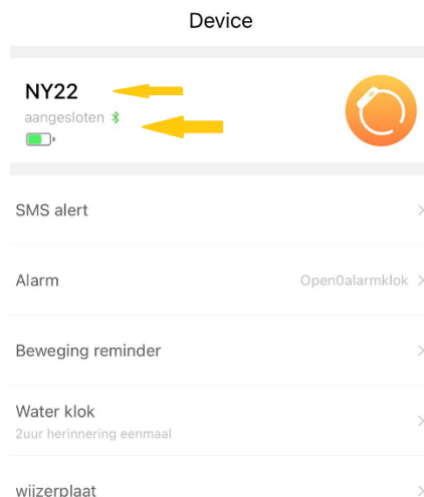 Device
NY22
aangesloten
SMS alert
Alarm
Open0alarmklok
Beweging reminder
Water klok
2uur herinnering eenmaal
wijzerplaat